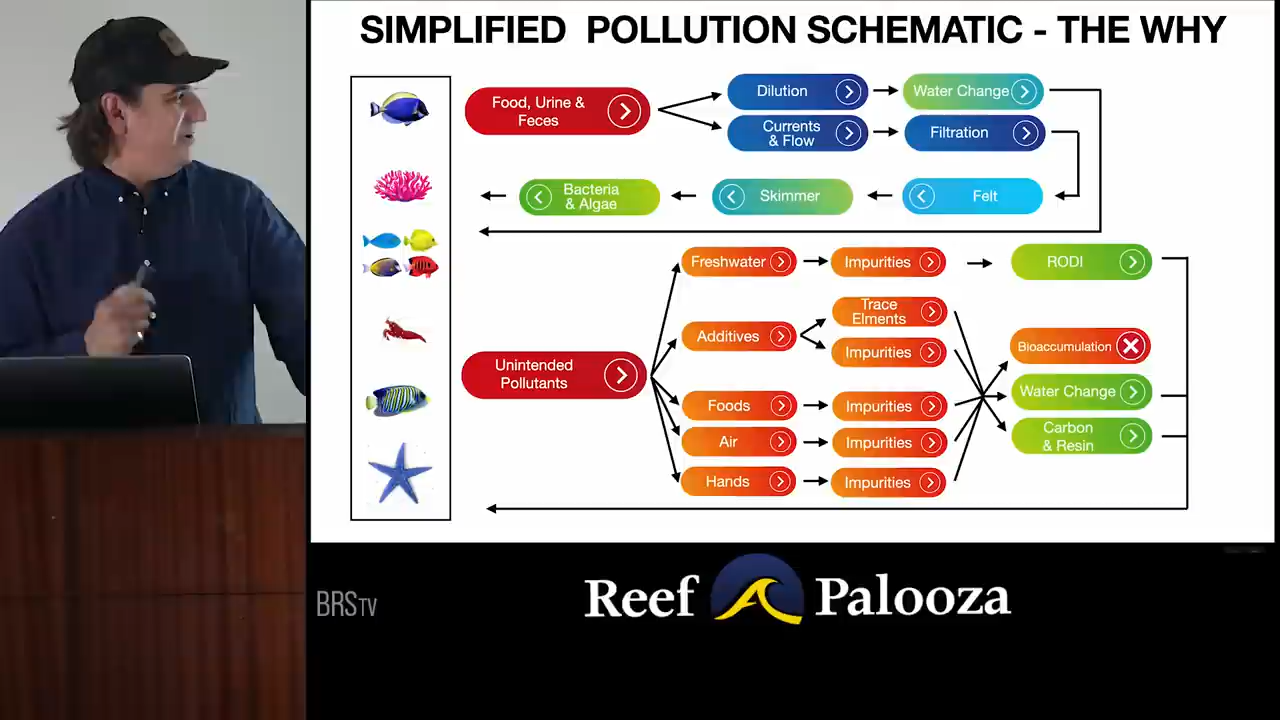 SIMPLIFIED POLLUTION SCHEMATIC - THE WHY
Food, Urine &
Feces
Dilution
Water Change
Currents
& Flow
Filtration
Bacteria
& Algae
Skimmer
Felt
Freshwater
Impurities
RODI
Additives
Trace
Elments
Impurities
Bioaccumulation
Unintended
Pollutants
Water Change
Foods
Impurities
Carbon
& Resin
Air
Impurities
Hands
Impurities
BRSTV
Reef Palooza